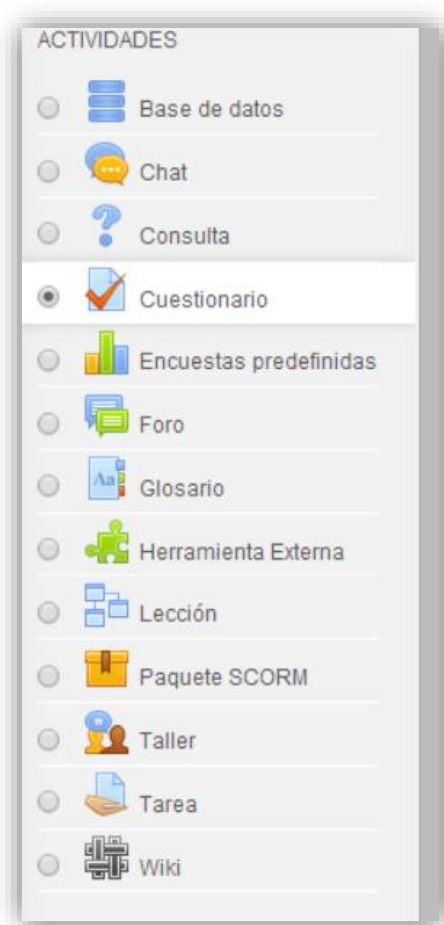 ACTIVIDADES
Base de datos
Chat
Consulta
Cuestionario
Encuestas predefinidas
Foro
Aa
Glosario
Herramienta Externa
Lección
Paquete SCORM
Taller
Tarea
Wiki